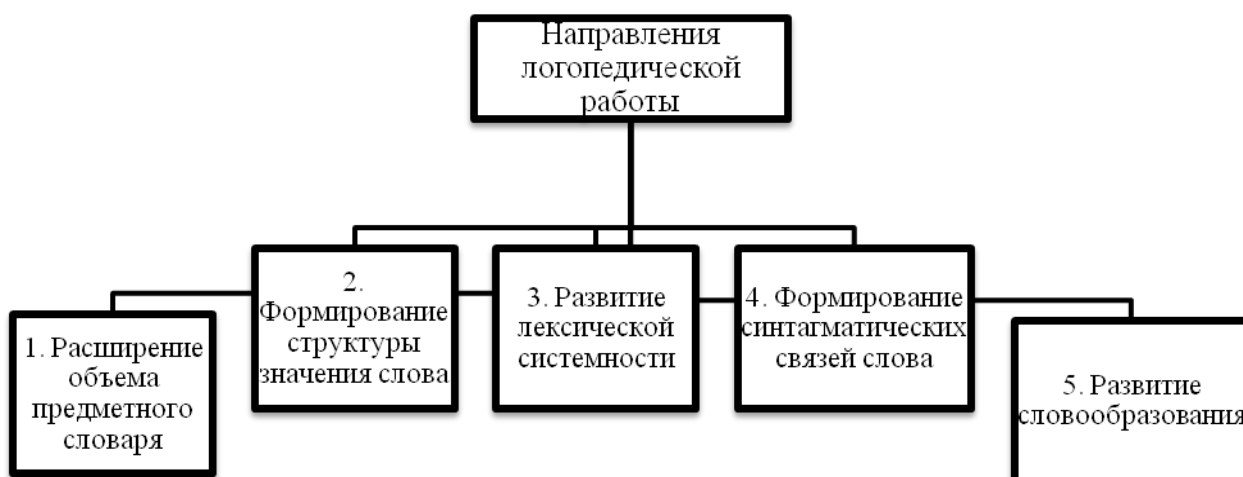 Направления
логопедической
работы
2.
Формирование
структуры
значения слова
3. Развитие
лексической
системности
4. Формирование
синтагматических
связей слова
1. Расширение
объема
предметного
словаря
5. Развитие
словообразования